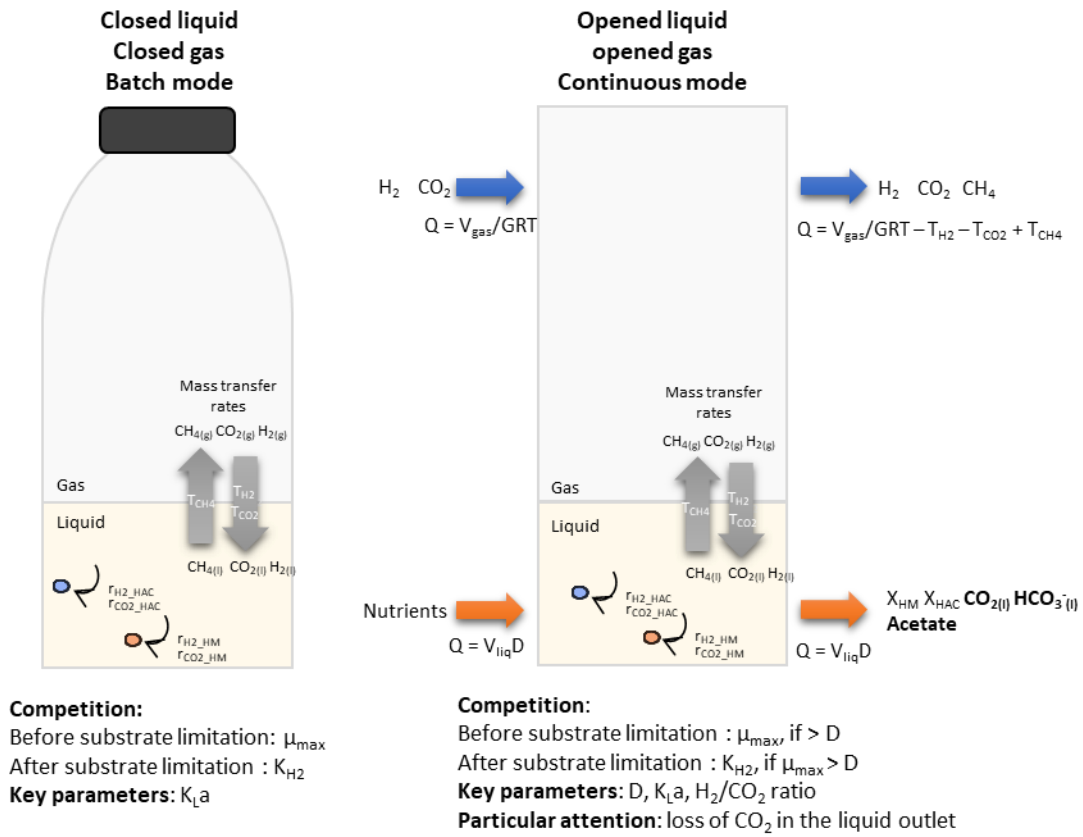 Closed liquid
Closed gas
Batch mode
Mass transfer
rates
CH4(g) CO2(g) H2(g)
Gas
TCH4
TH2
TCO2
Liquid
CH4(l) CO2(l) H2(l)
rH2_HAC
rCO2_HAC
rH2_HM
rCO2_HM
Competition:
Before substrate limitation: μmax
After substrate limitation : KH2
Key parameters: KLa
Opened liquid
opened gas
Continuous mode
H2 CO2
Q = Vgas/GRT
H2 CO2 CH4
Q = Vgas/GRT – TH2 – TCO2 + TCH4
Mass transfer
rates
CH4(g) CO2(g) H2(g)
Gas
TCH4
TH2
TCO2
Liquid
CH4(l) CO2(l) H2(l)
rH2_HAC
rCO2_HAC
rH2_HM
rCO2_HM
Nutrients
Q = VliqD
XHM XHAC CO2(l) HCO3-(l)
Acetate
Q = VliqD
Competition:
Before substrate limitation : μmax, if > D
After substrate limitation : KH2, if μmax > D
Key parameters: D, KLa, H2/CO2 ratio
Particular attention: loss of CO2 in the liquid outlet